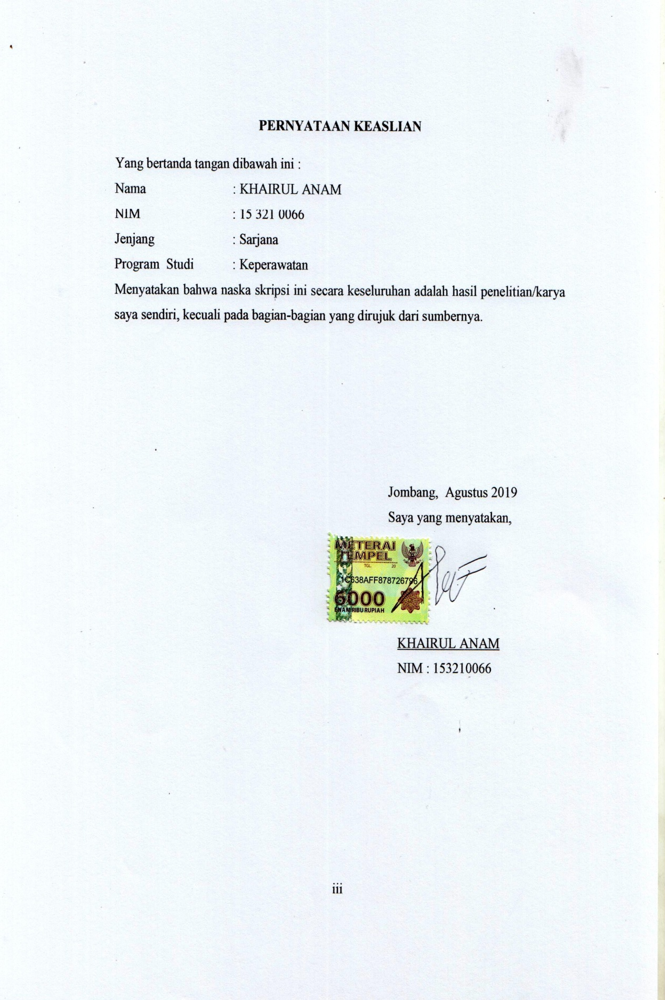 PERNYATAAN KEASLIAN
Yang bertanda tangan dibawah ini :
Nama : KHAIRUL ANAM
NIM : 15 321 0066
Jenjang : Sarjana
Program Studi : Keperawatan
Menyatakan bahwa naska skripsi ini secara keseluruhan adalah hasil penelitian/karya
saya sendiri, kecuali pada bagian-bagian yang dirujuk dari sumbernya.
Jombang, Agustus 2019
Saya yang menyatakan,
METERAI
TEMPEL
TGL. 20
1C638AFF878726796
6000
ENAM RIBU RUPIAH
KHAIRUL ANAM
NIM : 153210066
iii